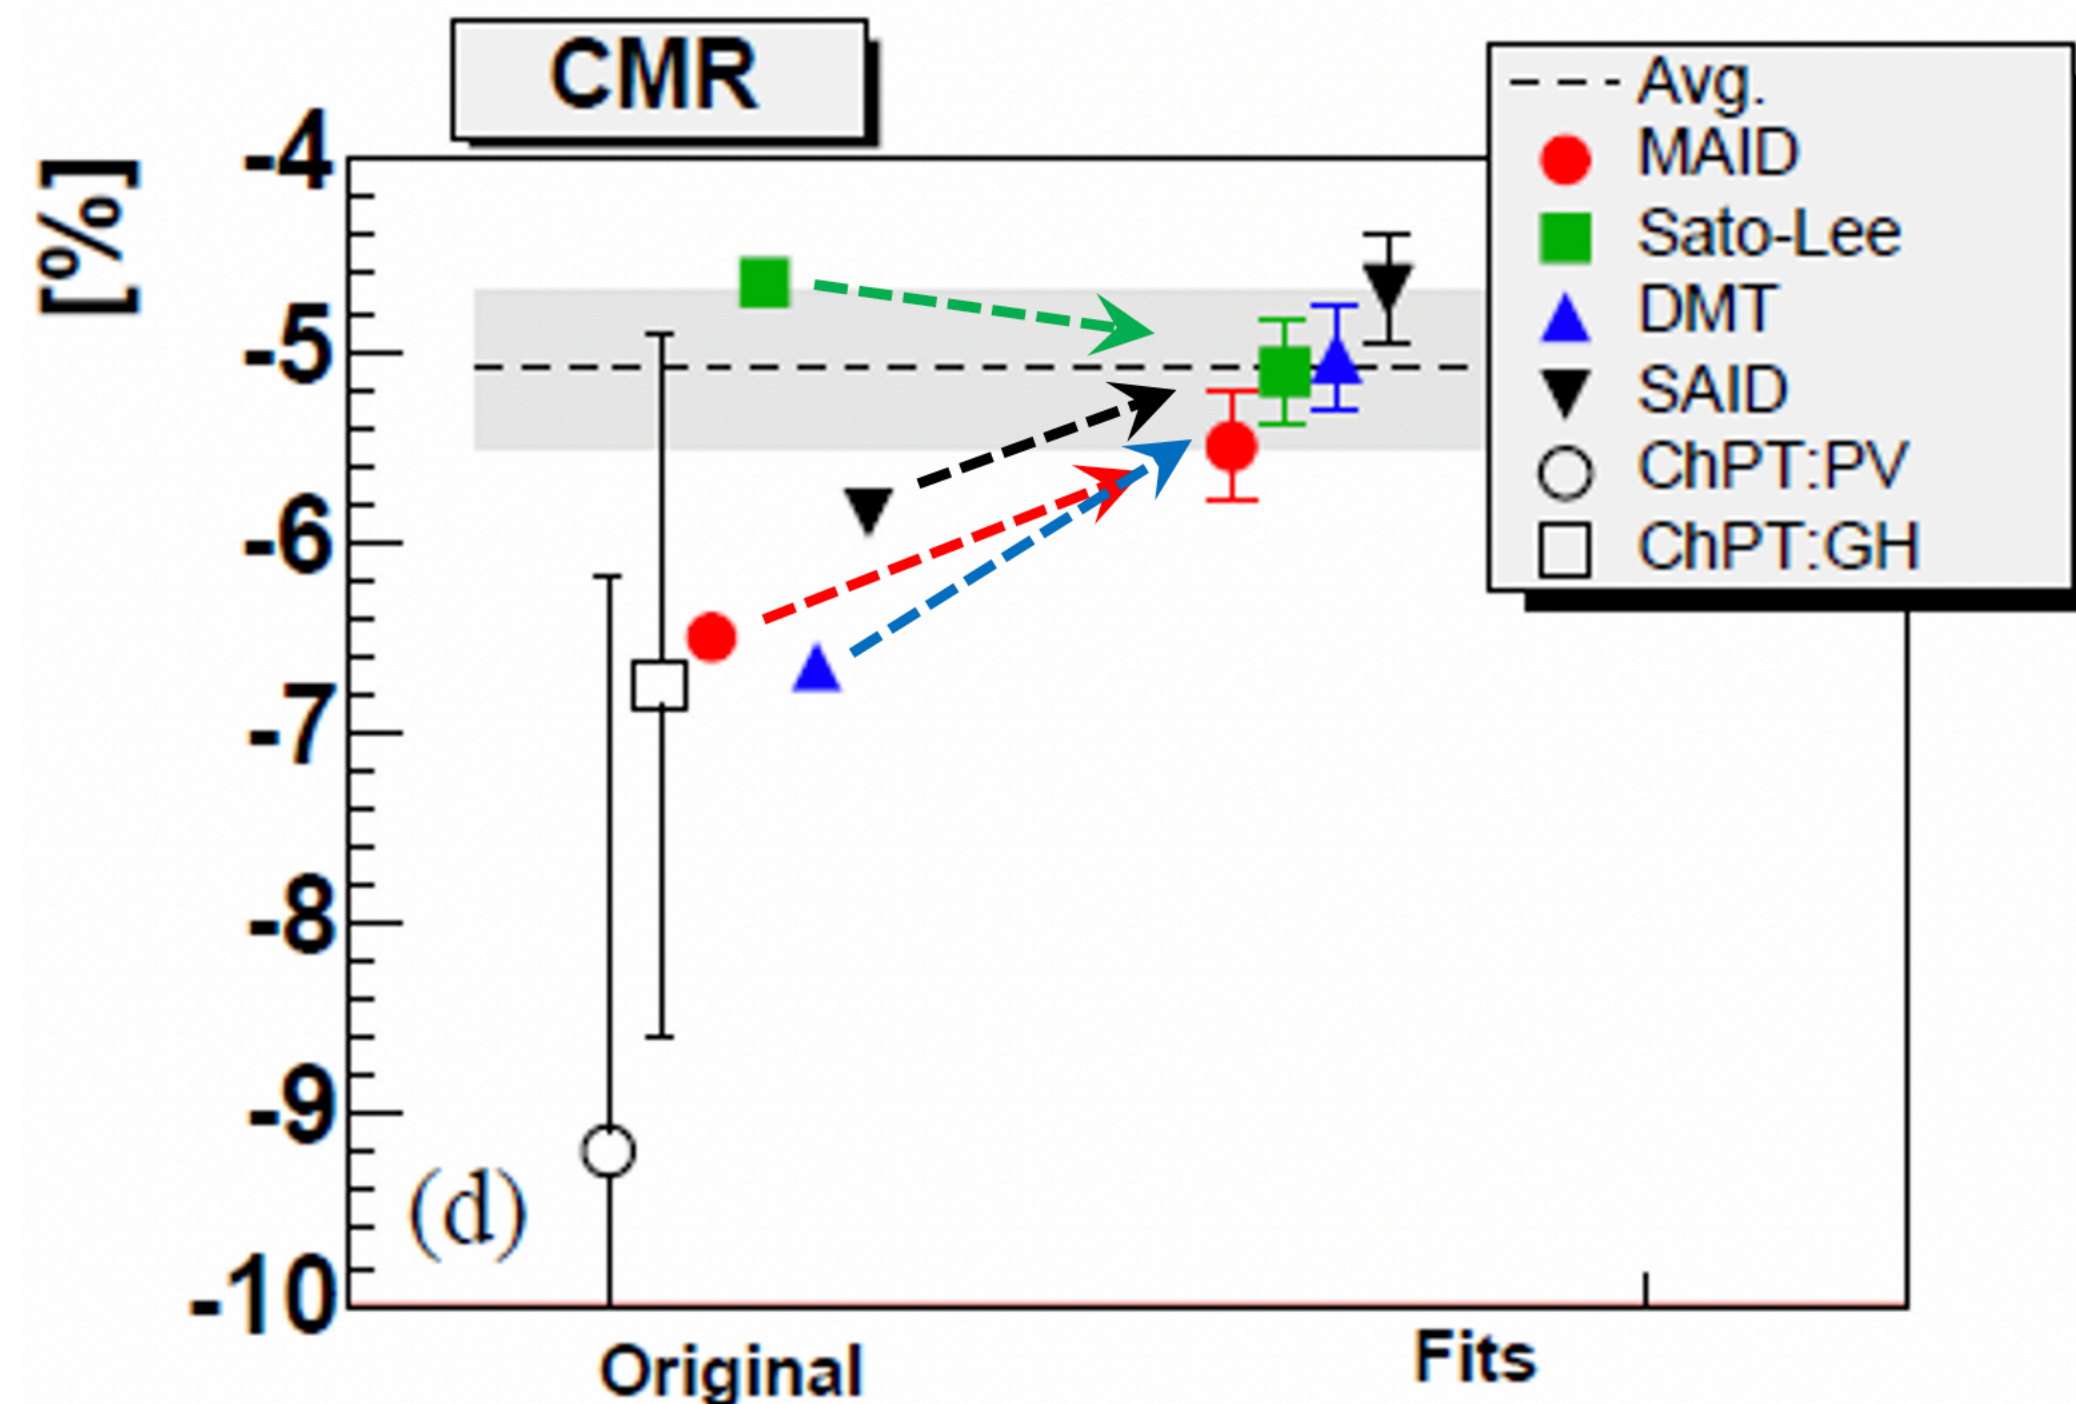 CMR
[%]
-4
-5
-6
-7
-8
-9
-10
Avg.
MAID
Sato-Lee
DMT
SAID
ChPT:PV
ChPT:GH
(d)
Original
Fits